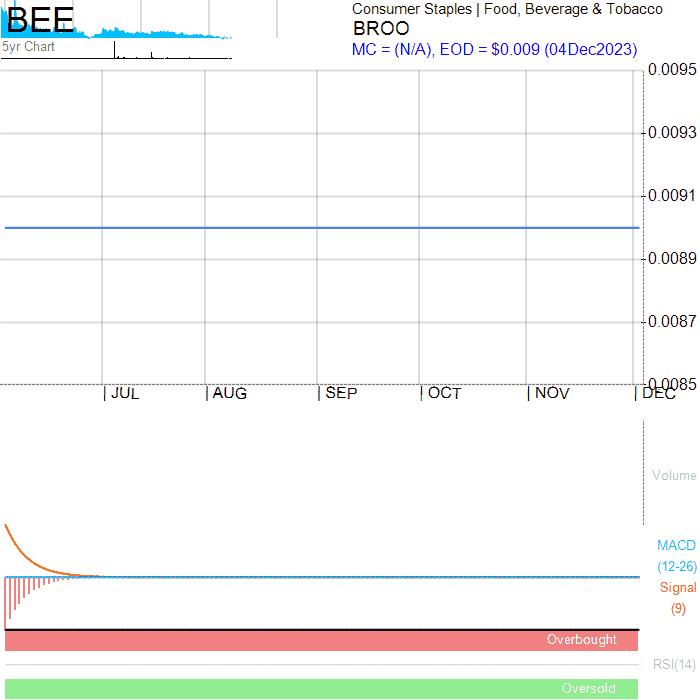 BEE
Consumer Staples | Food, Beverage & Tobacco
BROO
MC = (N/A), EOD = $0.009 (04Dec2023)
5yr Chart
0.0095
0.0093
0.0091
0.0089
0.0087
0.0085
JUL AUG SEP OCT NOV DEC
Volume
MACD
(12-26)
Signal
(9)
Overbought
RSI(14)
Oversold